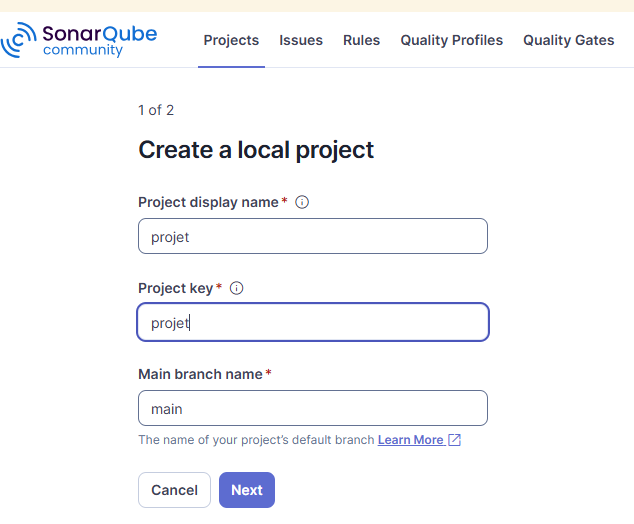 SonarQube
community
Projects Issues Rules Quality Profiles Quality Gates
1 of 2
Create a local project
Project display name*
projet
Project key*
projet
Main branch name*
main
The name of your project's default branch Learn More
Cancel Next